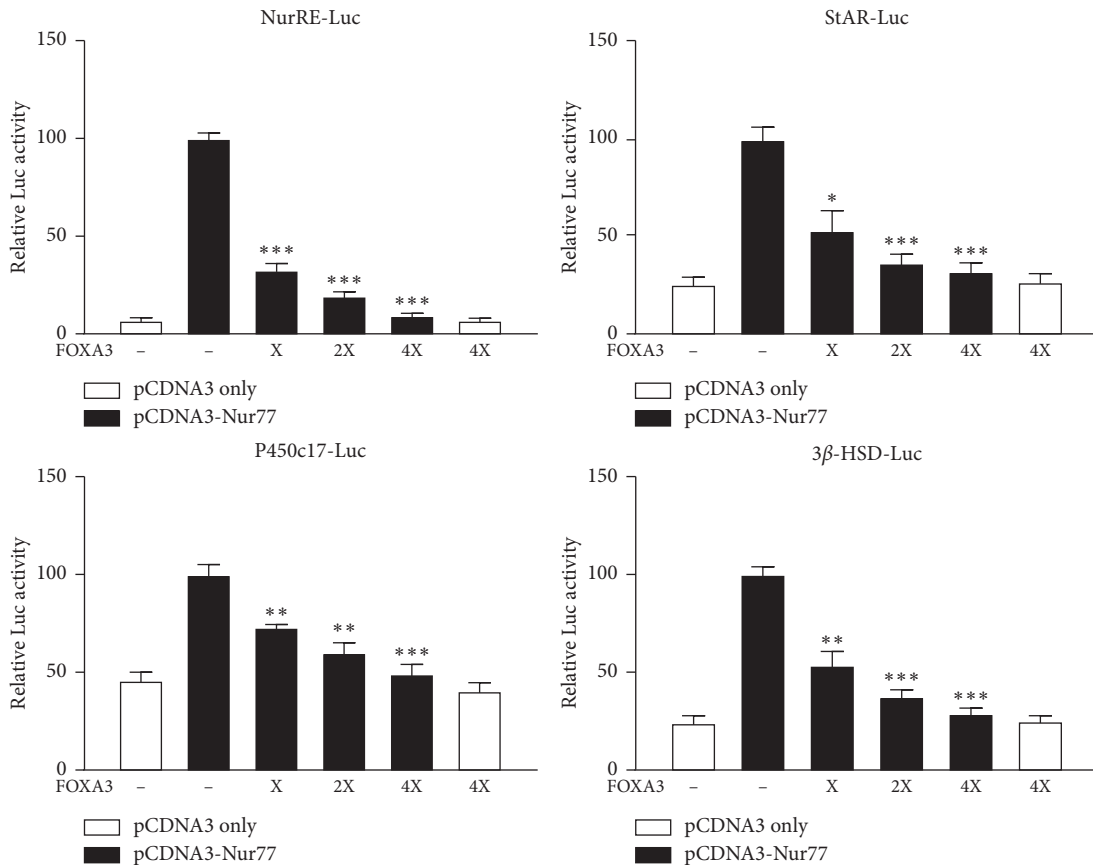 NurRE-Luc
Relative Luc activity
150
100
50
0
***
***
***
FOXA3 – – X 2X 4X 4X
pCDNA3 only
pCDNA3-Nur77
StAR-Luc
Relative Luc activity
150
100
50
0
*
***
***
FOXA3 – – X 2X 4X 4X
pCDNA3 only
pCDNA3-Nur77
P450c17-Luc
Relative Luc activity
150
100
50
0
**
**
***
FOXA3 – – X 2X 4X 4X
pCDNA3 only
pCDNA3-Nur77
3β-HSD-Luc
Relative Luc activity
150
100
50
0
**
***
***
FOXA3 – – X 2X 4X 4X
pCDNA3 only
pCDNA3-Nur77